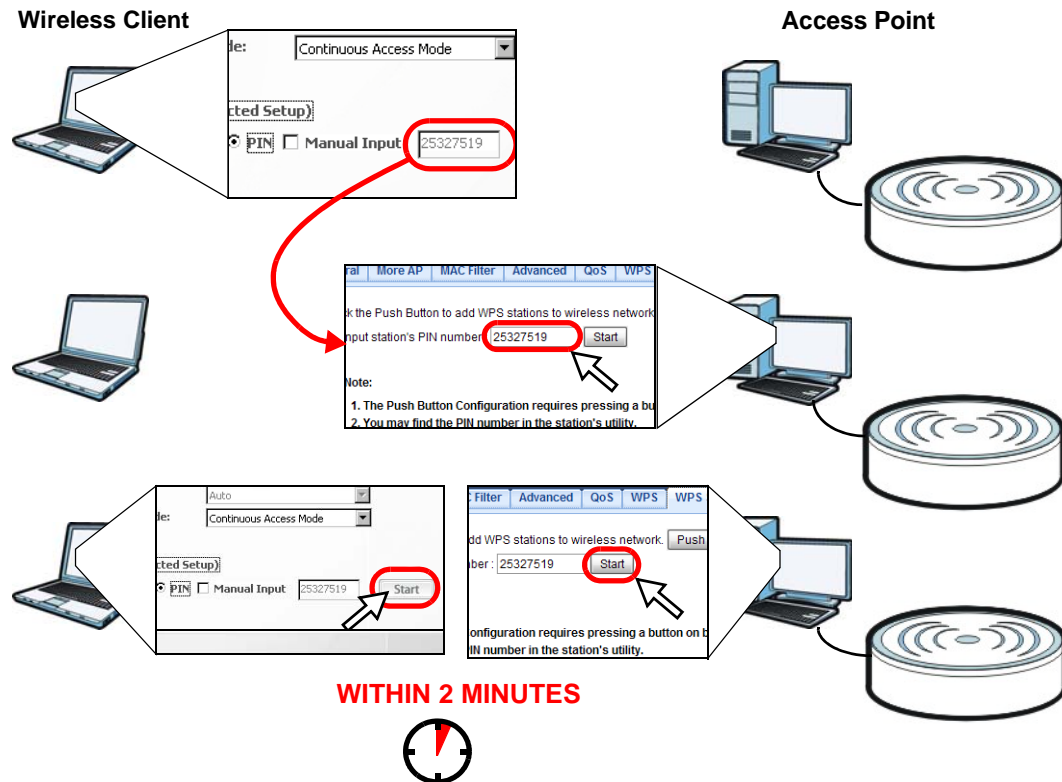 Wireless Client
Access Point
de:
Continuous Access Mode
cted Setup)
PIN Manual Input 25327519
ral More AP MAC Filter Advanced QoS WPS
ck the Push Button to add WPS stations to wireless network
nput station's PIN number: 25327519 Start
Note:
1. The Push Button Configuration requires pressing a bu
2. You may find the PIN number in the station's utility.
Auto
de:
Continuous Access Mode
cted Setup)
PIN Manual Input 25327519 Start
C Filter Advanced QoS WPS WPS
dd WPS stations to wireless network. Push
ber : 25327519 Start
onfiguration requires pressing a button on b
IN number in the station's utility.
WITHIN 2 MINUTES